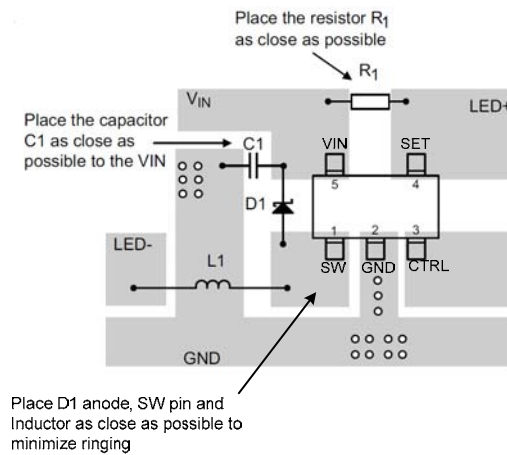 Place the resistor R1
as close as possible
R1
VIN
LED+
Place the capacitor
C1 as close as
possible to the VIN
C1
VIN
SET
5
4
D1
LED-
1
2
3
L1
SW
GND
CTRL
GND
Place D1 anode, SW pin and
Inductor as close as possible to
minimize ringing